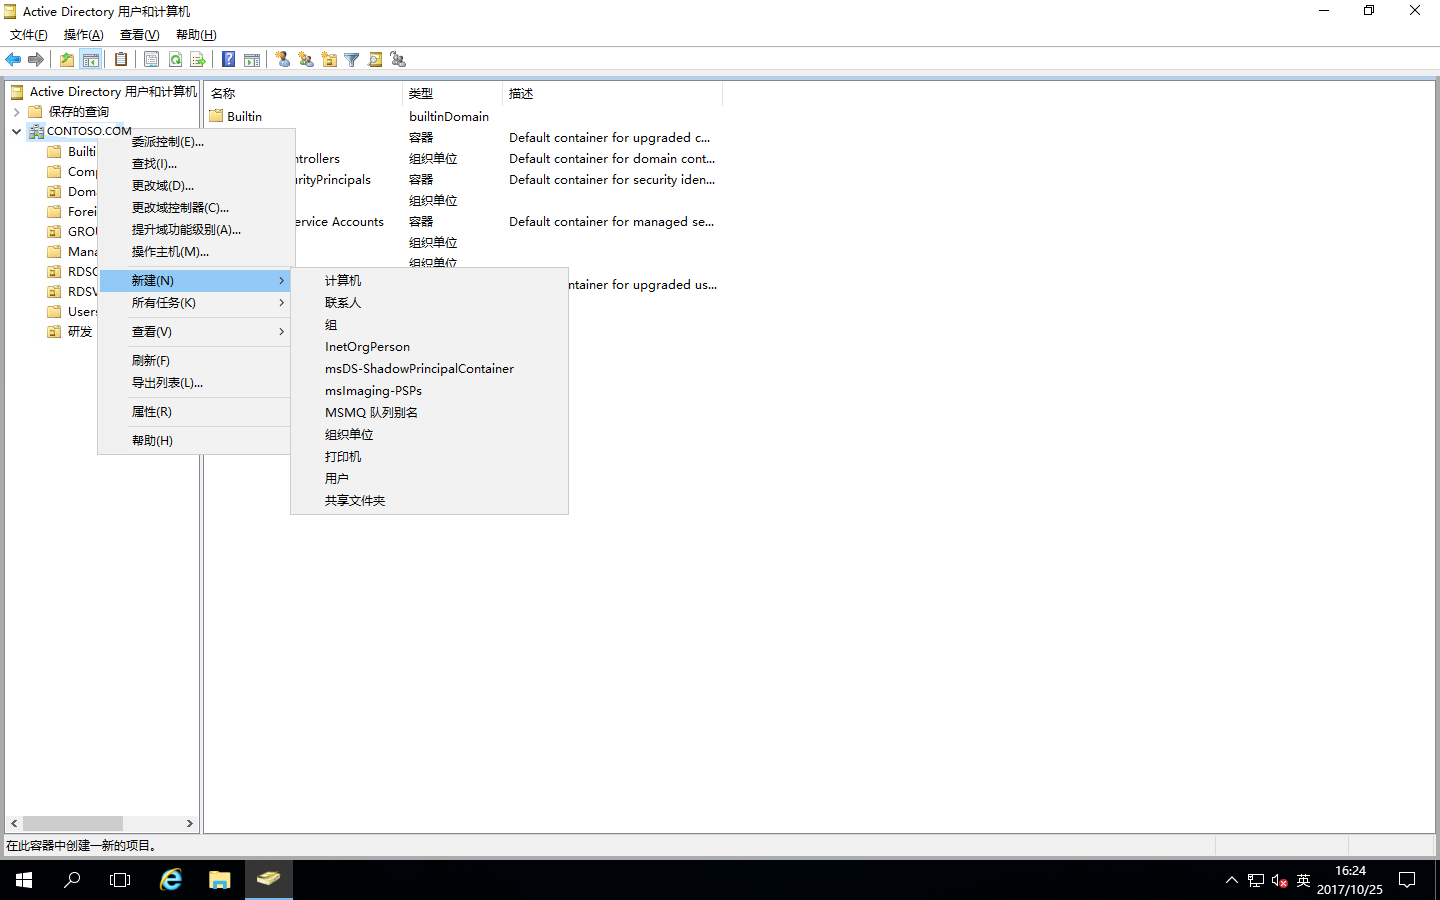 Active Directory 用户和计算机
文件(F) 操作(A) 查看(V) 帮助(H)
Active Directory 用户和计算机
保存的查询
CONTOSO.COM
Builti
Comp
Dom
Forei
GROU
Mana
RDSC
RDSV
Users
研发
名称 类型 描述
Builtin builtinDomain
容器 Default container for upgraded c...
ntrollers 组织单位 Default container for domain cont...
urityPrincipals 容器 Default container for security iden...
组织单位
ervice Accounts 容器 Default container for managed se...
组织单位
组织单位
ntainer for upgraded us...
委派控制(E)...
查找(I)...
更改域(D)...
更改域控制器(C)...
提升域功能级别(A)...
操作主机(M)...
新建(N)
所有任务(K)
查看(V)
刷新(F)
导出列表(L)...
属性(R)
帮助(H)
计算机
联系人
组
InetOrgPerson
msDS-ShadowPrincipalContainer
msImaging-PSPs
MSMQ 队列别名
组织单位
打印机
用户
共享文件夹
在此容器中创建一新的项目。
英
16:24
2017/10/25